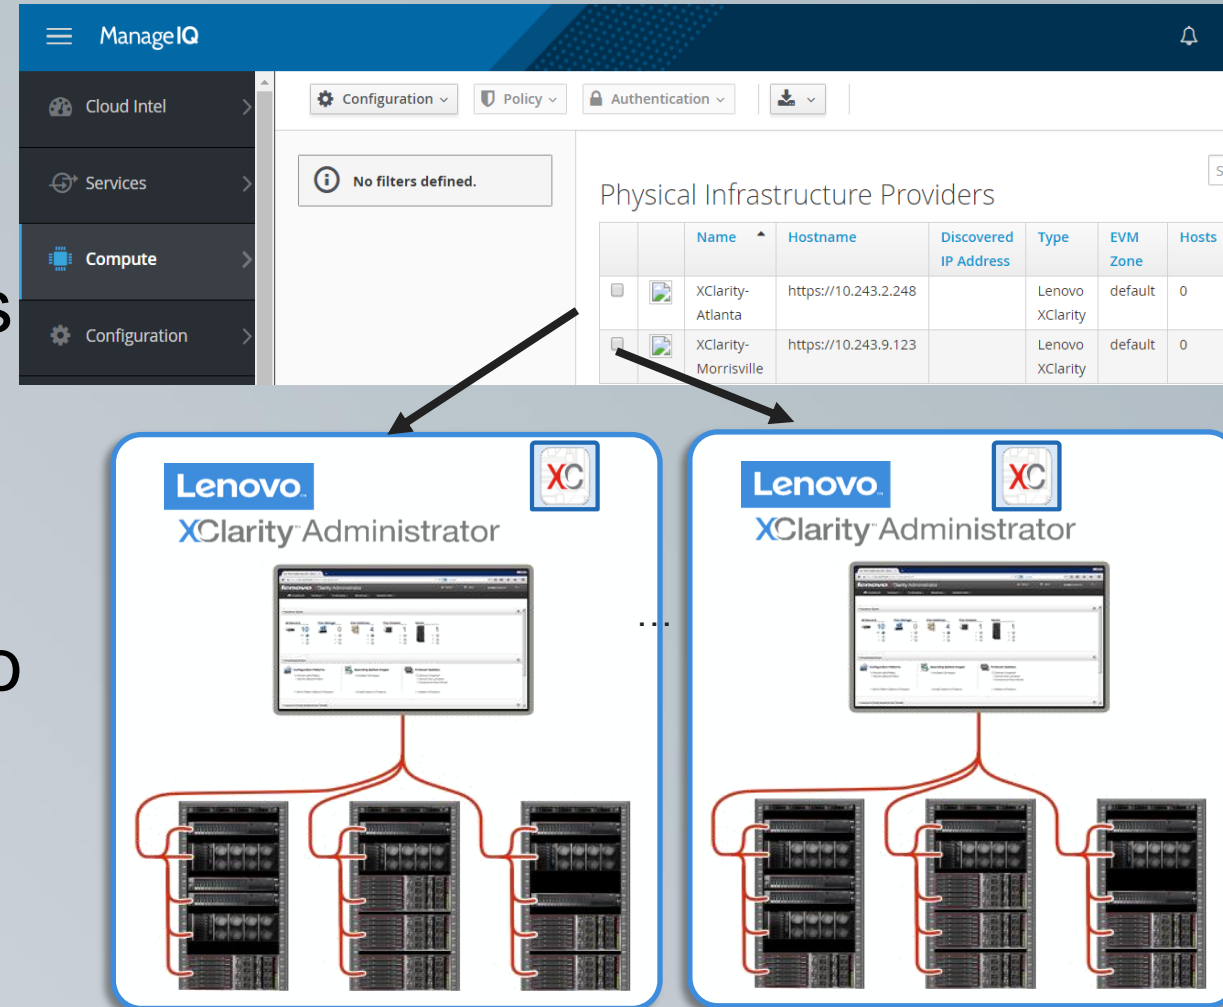 ManageIQ
Cloud Intel
Services
Compute
Configuration
Configuration
Policy
Authentication
No filters defined.
S
Physical Infrastructure Providers
Name Hostname Discovered IP Address Type EVM Zone Hosts
XClarity-Atlanta https://10.243.2.248 Lenovo XClarity default 0
XClarity-Morrisville https://10.243.9.123 Lenovo XClarity default 0
s
o
Lenovo
XC
XClarity Administrator
...
Lenovo
XC
XClarity Administrator